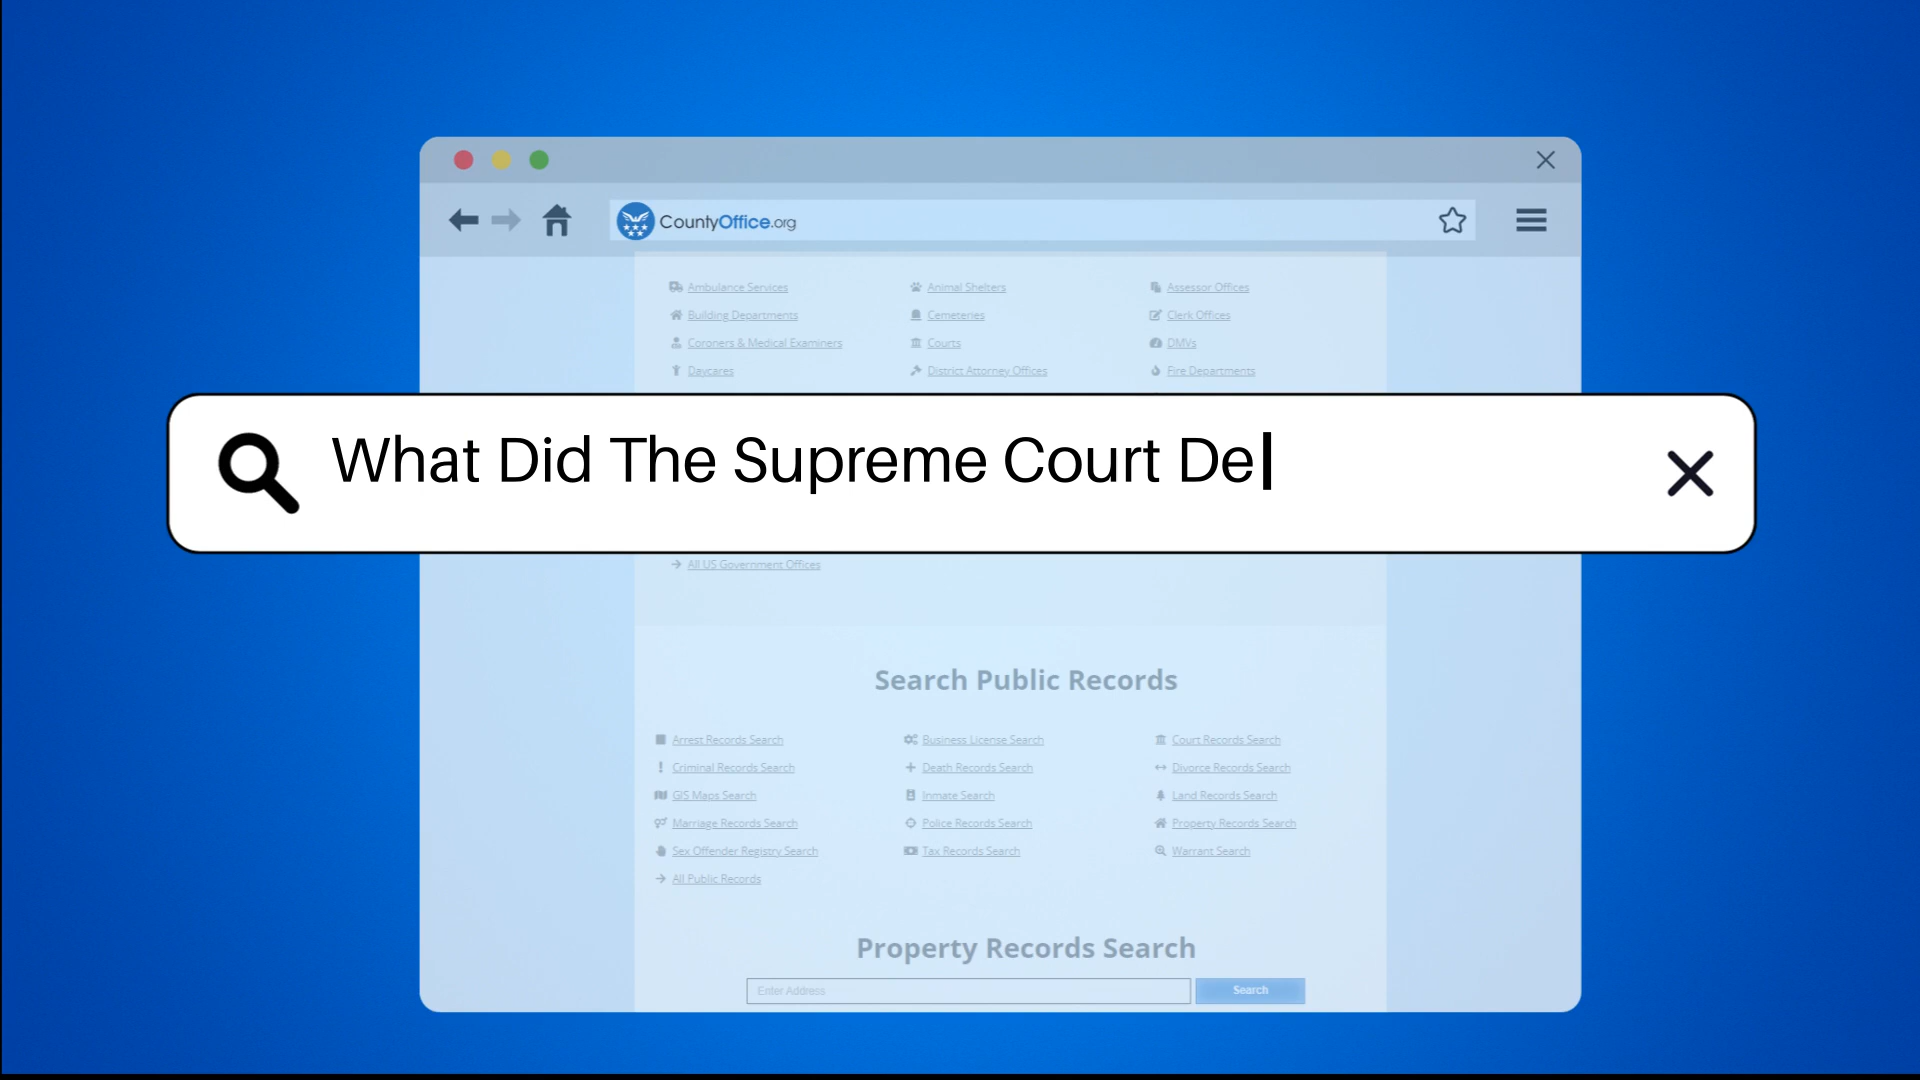 CountyOffice.org
Ambulance Services Animal Shelters Assessor Offices
Building Departments Cemeteries Clerk Offices
Coroners & Medical Examiners Courts DMVs
Daycares District Attorney Offices Fire Departments
What Did The Supreme Court De
All US Government Offices
Search Public Records
Arrest Records Search Business License Search Court Records Search
Criminal Records Search Death Records Search Divorce Records Search
GIS Maps Search Inmate Search Land Records Search
Marriage Records Search Police Records Search Property Records Search
Sex Offender Registry Search Tax Records Search Warrant Search
All Public Records
Property Records Search
Enter Address Search